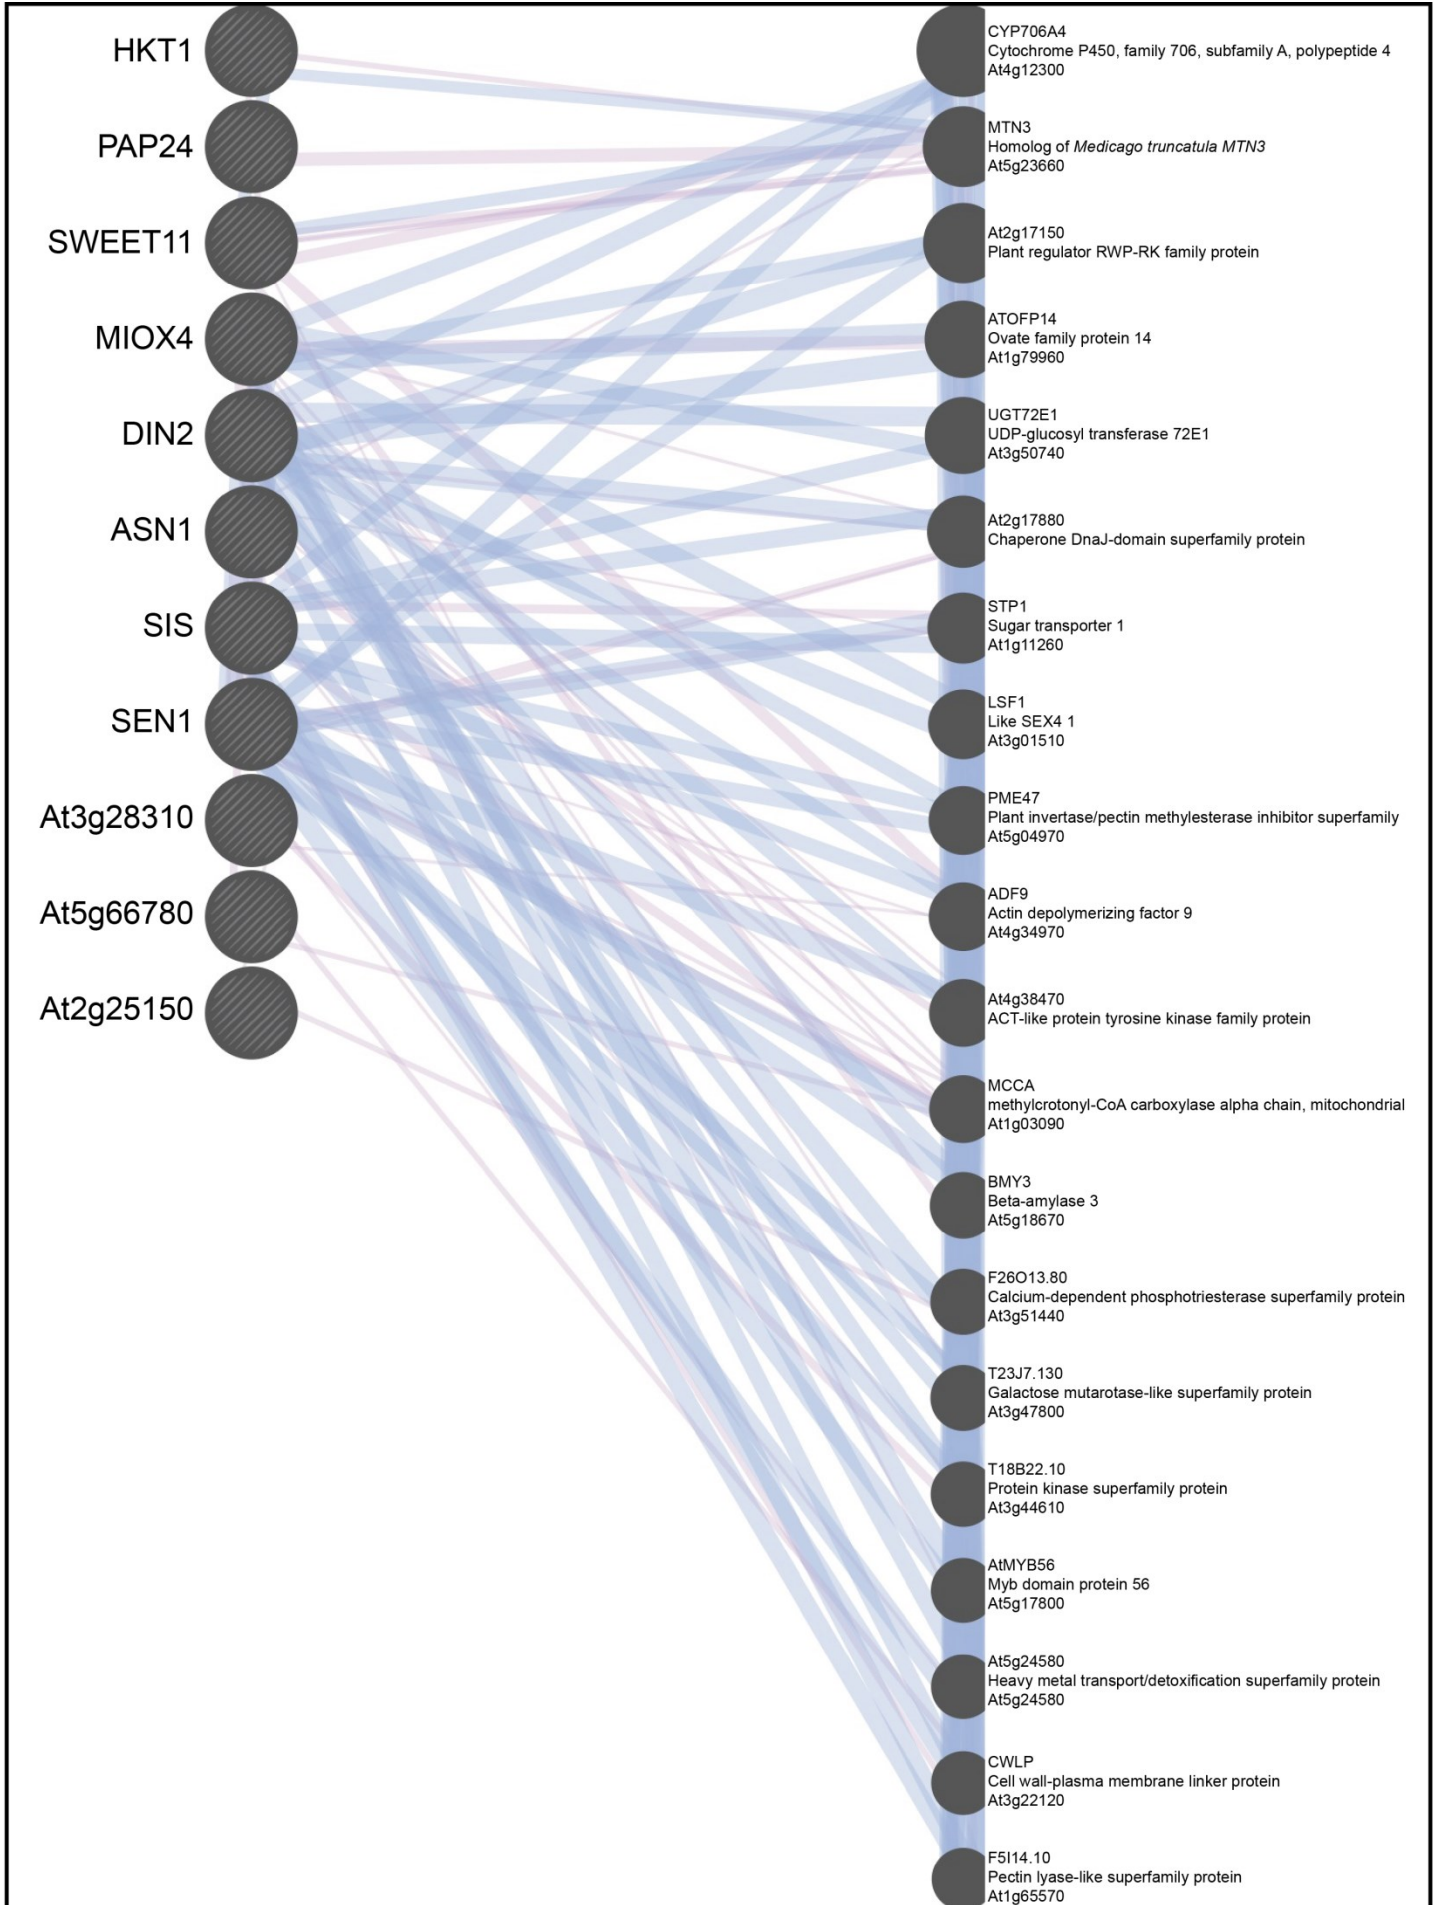 HKT1
PAP24
SWEET11
MIOX4
DIN2
ASN1
SIS
SEN1
At3g28310
At5g66780
At2g25150
CYP706A4
Cytochrome P450, family 706, subfamily A, polypeptide 4
At4g12300
MTN3
Homolog of Medicago truncatula MTN3
At5g23660
At2g17150
Plant regulator RWP-RK family protein
ATOFP14
Ovate family protein 14
At1g79960
UGT72E1
UDP-glucosyl transferase 72E1
At3g50740
At2g17880
Chaperone DnaJ-domain superfamily protein
STP1
Sugar transporter 1
At1g11260
LSF1
Like SEX4 1
At3g01510
PME47
Plant invertase/pectin methylesterase inhibitor superfamily
At5g04970
ADF9
Actin depolymerizing factor 9
At4g34970
At4g38470
ACT-like protein tyrosine kinase family protein
MCCA
methylcrotonyl-CoA carboxylase alpha chain, mitochondrial
At1g03090
BMY3
Beta-amylase 3
At5g18670
F26O13.80
Calcium-dependent phosphotriesterase superfamily protein
At3g51440
T23J7.130
Galactose mutarotase-like superfamily protein
At3g47800
T18B22.10
Protein kinase superfamily protein
At3g44610
AtMYB56
Myb domain protein 56
At5g17800
At5g24580
Heavy metal transport/detoxification superfamily protein
At5g24580
CWLP
Cell wall-plasma membrane linker protein
At3g22120
F5I14.10
Pectin lyase-like superfamily protein
At1g65570